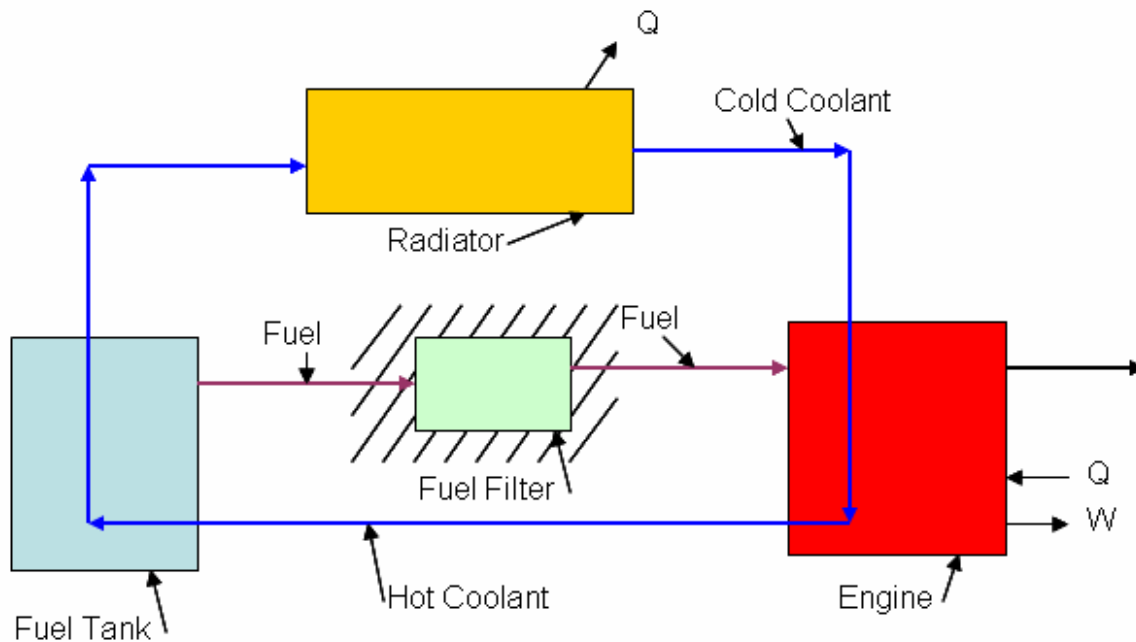 Q
Cold Coolant
Radiator
Fuel
Fuel
Fuel Filter
Q
W
Hot Coolant
Engine
Fuel Tank